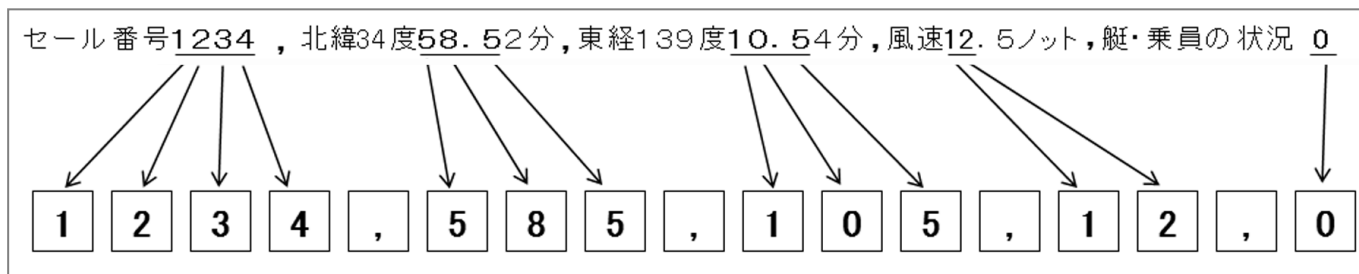 セール番号1234 , 北緯34度58.52分,東経139度10.54分,風速12.5ノット,艇・乗員の状況 0
1 2 3 4 , 5 8 5 , 1 0 5 , 1 2 , 0